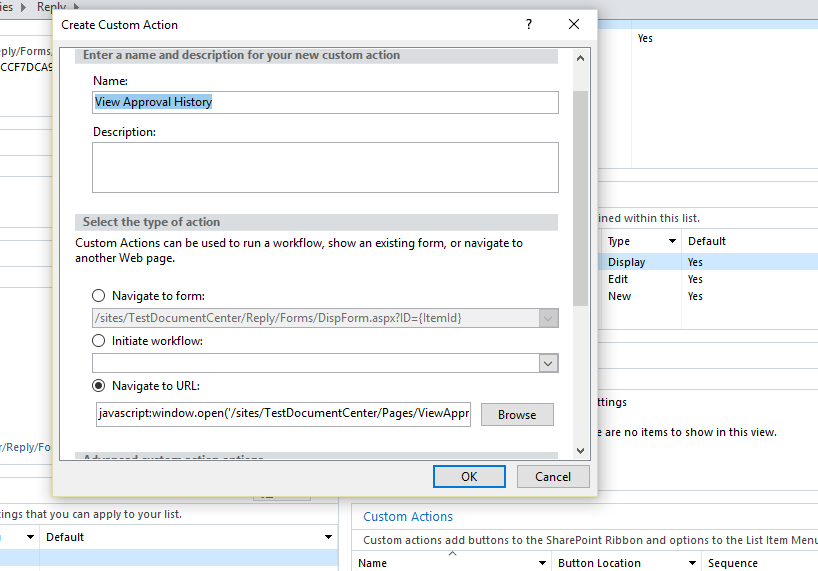 ies Reply
Create Custom Action
?
Yes
eply/Forms,
CCF7DCA9
Enter a name and description for your new custom action
Name:
View Approval History
Description:
Select the type of action
Custom Actions can be used to run a workflow, show an existing form, or navigate to
another Web page.
Navigate to form:
/sites/TestDocumentCenter/Reply/Forms/DispForm.aspx?ID={ItemId}
Initiate workflow:
Navigate to URL:
javascript:window.open('/sites/TestDocumentCenter/Pages/ViewAppr
Browse
Advanced custom action options
OK
Cancel
ined within this list.
Type Default
Display Yes
Edit Yes
New Yes
ttings
e are no items to show in this view.
r/Reply/Fo
tings that you can apply to your list.
Default
Custom Actions
Custom actions add buttons to the SharePoint Ribbon and options to the List Item Menu
Name Button Location Sequence